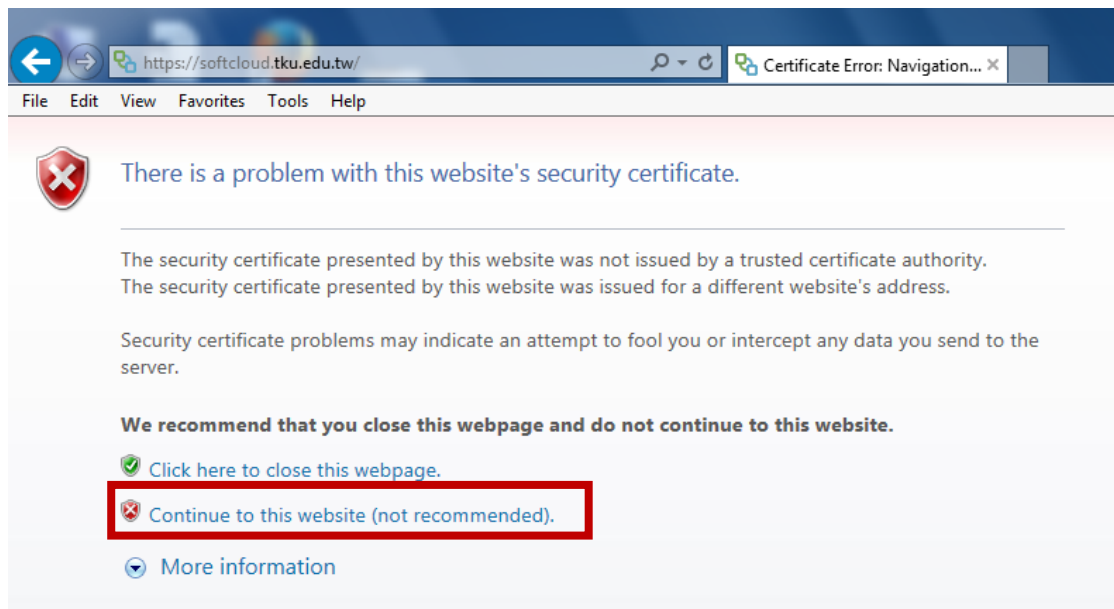 https://softcloud.tku.edu.tw/
Certificate Error: Navigation...
File Edit View Favorites Tools Help
There is a problem with this website's security certificate.
The security certificate presented by this website was not issued by a trusted certificate authority.
The security certificate presented by this website was issued for a different website's address.
Security certificate problems may indicate an attempt to fool you or intercept any data you send to the
server.
We recommend that you close this webpage and do not continue to this website.
Click here to close this webpage.
Continue to this website (not recommended).
More information